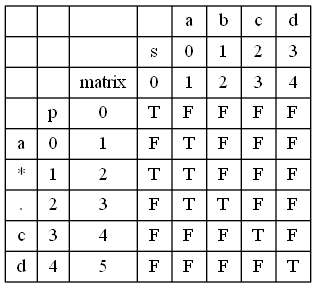 a b c d
s 0 1 2 3
matrix 0 1 2 3 4
p 0 T F F F F
a 0 1 F T F F F
* 1 2 T T F F F
. 2 3 F T T F F
c 3 4 F F F T F
d 4 5 F F F F T